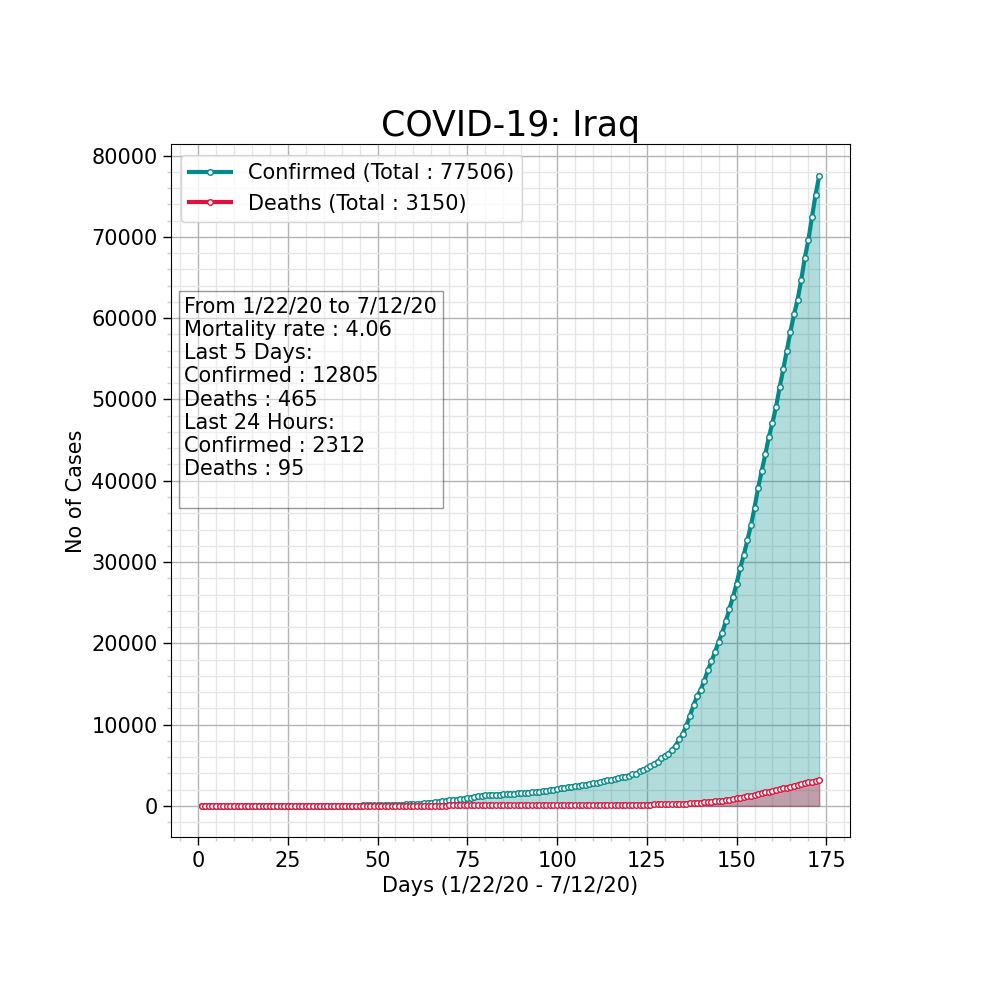 COVID-19: Iraq
Confirmed (Total : 77506)
Deaths (Total : 3150)
From 1/22/20 to 7/12/20
Mortality rate : 4.06
Last 5 Days:
Confirmed : 12805
Deaths : 465
Last 24 Hours:
Confirmed : 2312
Deaths : 95
No of Cases
80000
70000
60000
50000
40000
30000
20000
10000
0
0 25 50 75 100 125 150 175
Days (1/22/20 - 7/12/20)